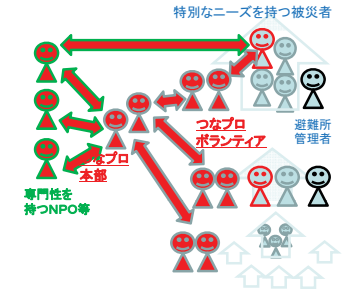 特別なニーズを持つ被災者
つなプロ
ボランティア
避難所
管理者
つなプロ
本部
専門性を
持つNPO等